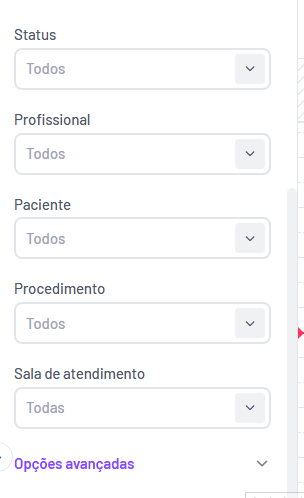 Status
Todos
Profissional
Todos
Paciente
Todos
Procedimento
Todos
Sala de atendimento
Todas
Opções avançadas